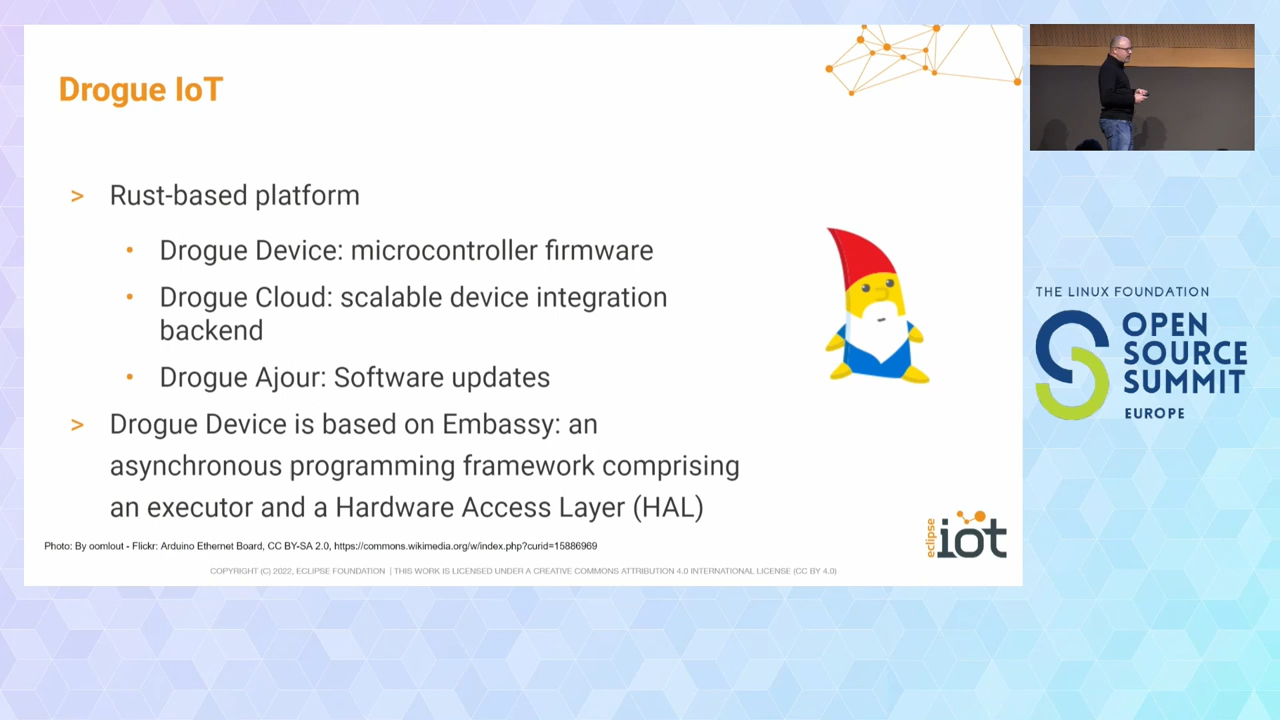 Drogue IoT
> Rust-based platform
• Drogue Device: microcontroller firmware
• Drogue Cloud: scalable device integration
backend
• Drogue Ajour: Software updates
> Drogue Device is based on Embassy: an
asynchronous programming framework comprising
an executor and a Hardware Access Layer (HAL)
Photo: By oomlout - Flickr: Arduino Ethernet Board, CC BY-SA 2.0, https://commons.wikimedia.org/w/index.php?curid=15886969
COPYRIGHT (C) 2022, ECLIPSE FOUNDATION | THIS WORK IS LICENSED UNDER A CREATIVE COMMONS ATTRIBUTION 4.0 INTERNATIONAL LICENSE (CC BY 4.0)
eclipse
iot
THE LINUX FOUNDATION
OPEN
SOURCE
SUMMIT
EUROPE